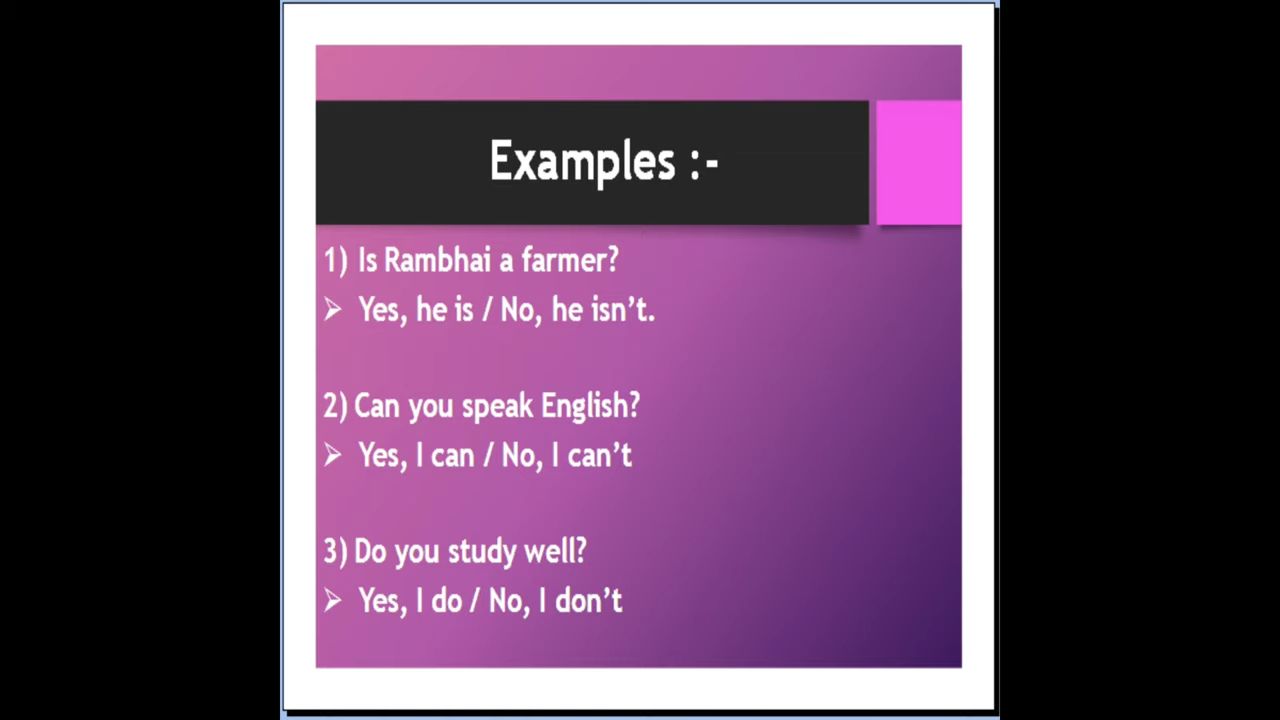 Examples :-
1) Is Rambhai a farmer?
➢ Yes, he is / No, he isn’t.
2) Can you speak English?
➢ Yes, I can / No, I can’t
3) Do you study well?
➢ Yes, I do / No, I don’t